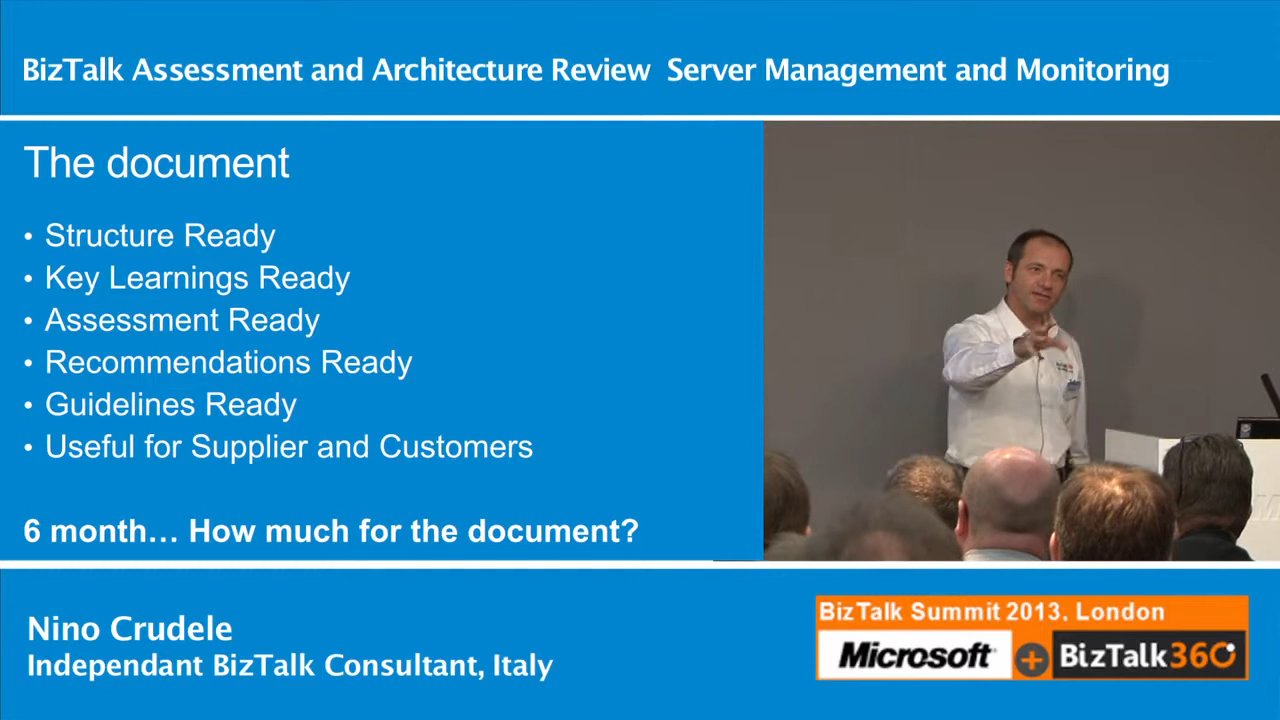 BizTalk Assessment and Architecture Review Server Management and Monitoring
The document
• Structure Ready
• Key Learnings Ready
• Assessment Ready
• Recommendations Ready
• Guidelines Ready
• Useful for Supplier and Customers
6 month... How much for the document?
Nino Crudele
Independant BizTalk Consultant, Italy
BizTalk Summit 2013, London
Microsoft + BizTalk360